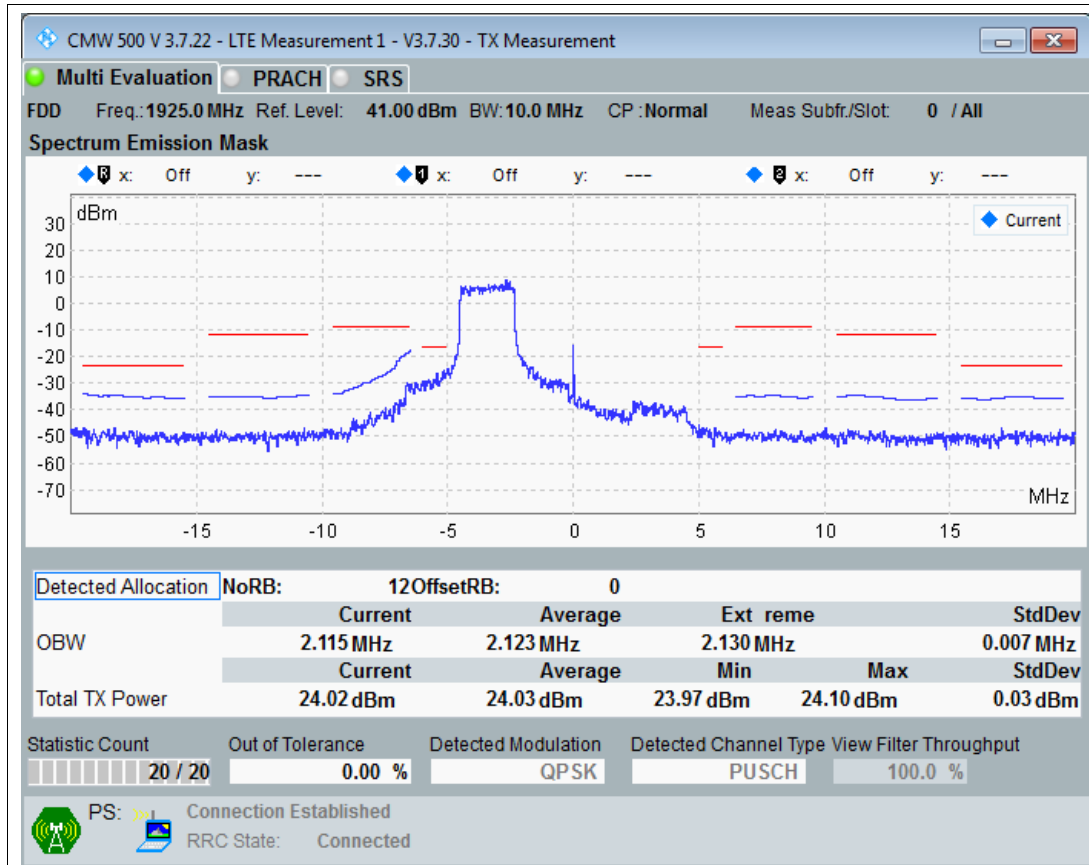 CMW 500 V 3.7.22 - LTE Measurement 1 - V3.7.30 - TX Measurement
Multi Evaluation PRACH SRS
FDD Freq.: 1925.0 MHz Ref. Level: 41.00 dBm BW: 10.0 MHz CP : Normal Meas Subfr./Slot: 0 / All
Spectrum Emission Mask
R x: Off y: --- 1 x: Off y: --- 2 x: Off y: ---
dBm
Current
30
20
10
0
-10
-20
-30
-40
-50
-60
-70
MHz
-15 -10 -5 0 5 10 15
Detected Allocation NoRB: 12 OffsetRB: 0
Current Average Ext reme StdDev
OBW 2.115 MHz 2.123 MHz 2.130 MHz 0.007 MHz
Current Average Min Max StdDev
Total TX Power 24.02 dBm 24.03 dBm 23.97 dBm 24.10 dBm 0.03 dBm
Statistic Count Out of Tolerance Detected Modulation Detected Channel Type View Filter Throughput
20 / 20 0.00 % QPSK PUSCH 100.0 %
PS: Connection Established
RRC State: Connected